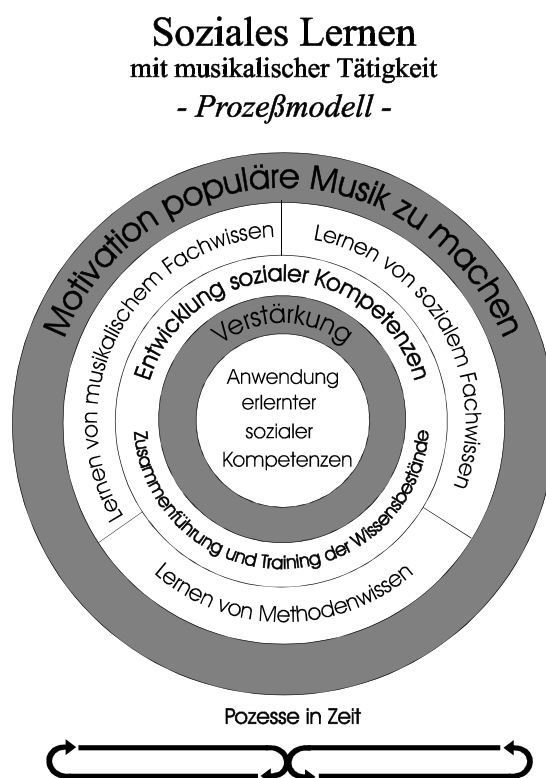 Soziales Lernen
mit musikalischer Tätigkeit
- Prozeßmodell -
Motivation populäre Musik zu machen
Lernen von musikalischem Fachwissen
Lernen von sozialem Fachwissen
Entwicklung sozialer Kompetenzen
Verstärkung
Anwendung
erlernter
sozialer
Kompetenzen
Zusammenführung und Training der Wissensbestände
Lernen von Methodenwissen
Pozesse in Zeit